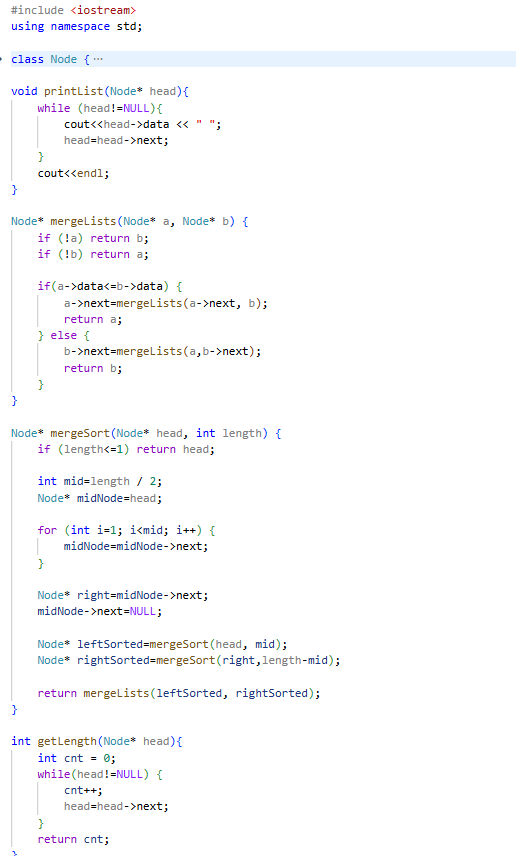 #include <iostream>
using namespace std;
class Node { ···
void printList(Node* head){
    while (head!=NULL){
        cout<<head->data << " ";
        head=head->next;
    }
    cout<<endl;
}
Node* mergeLists(Node* a, Node* b) {
    if (!a) return b;
    if (!b) return a;
    if(a->data<=b->data) {
        a->next=mergeLists(a->next, b);
        return a;
    } else {
        b->next=mergeLists(a,b->next);
        return b;
    }
}
Node* mergeSort(Node* head, int length) {
    if (length<=1) return head;
    int mid=length / 2;
    Node* midNode=head;
    for (int i=1; i<mid; i++) {
        midNode=midNode->next;
    }
    Node* right=midNode->next;
    midNode->next=NULL;
    Node* leftSorted=mergeSort(head, mid);
    Node* rightSorted=mergeSort(right,length-mid);
    return mergeLists(leftSorted, rightSorted);
}
int getLength(Node* head){
    int cnt = 0;
    while(head!=NULL) {
        cnt++;
        head=head->next;
    }
    return cnt;
}